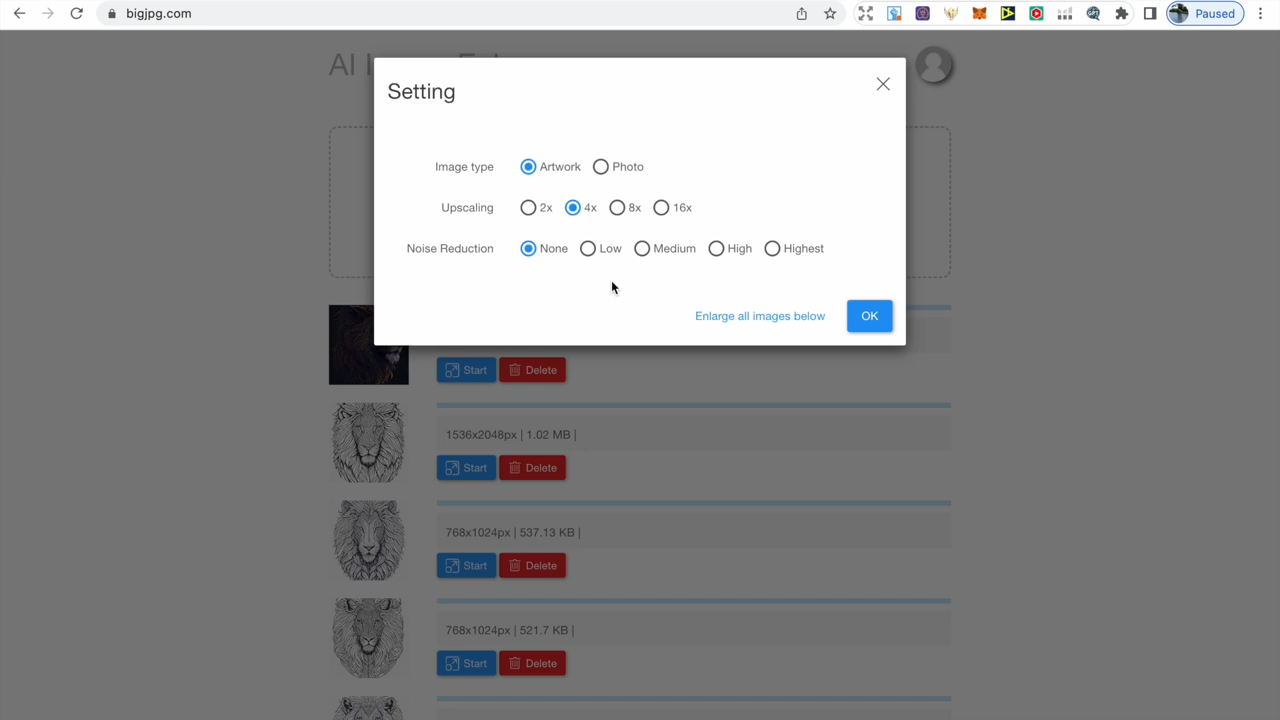 bigjpg.com
Paused
Setting
Image type Artwork Photo
Upscaling 2x 4x 8x 16x
Noise Reduction None Low Medium High Highest
Enlarge all images below OK
Start Delete
1536x2048px | 1.02 MB |
Start Delete
768x1024px | 537.13 KB |
Start Delete
768x1024px | 521.7 KB |
Start Delete